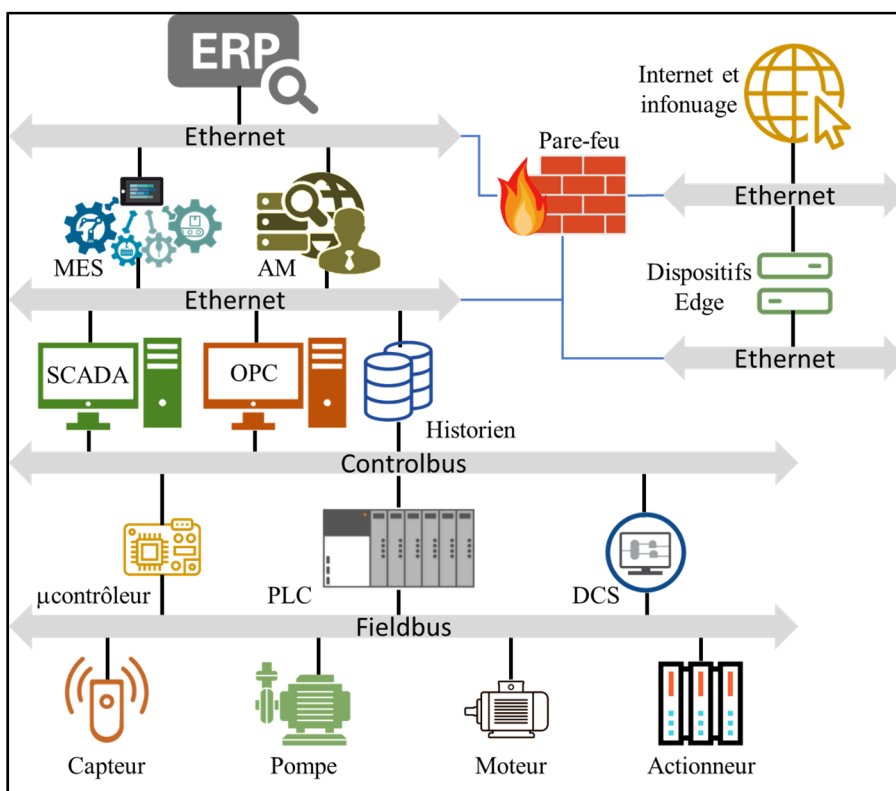 ERP
Internet et
infonuage
Ethernet
Pare-feu
Ethernet
MES
AM
Dispositifs
Edge
Ethernet
Ethernet
SCADA
OPC
Historien
Controlbus
µcontrôleur
PLC
DCS
Fieldbus
Capteur
Pompe
Moteur
Actionneur